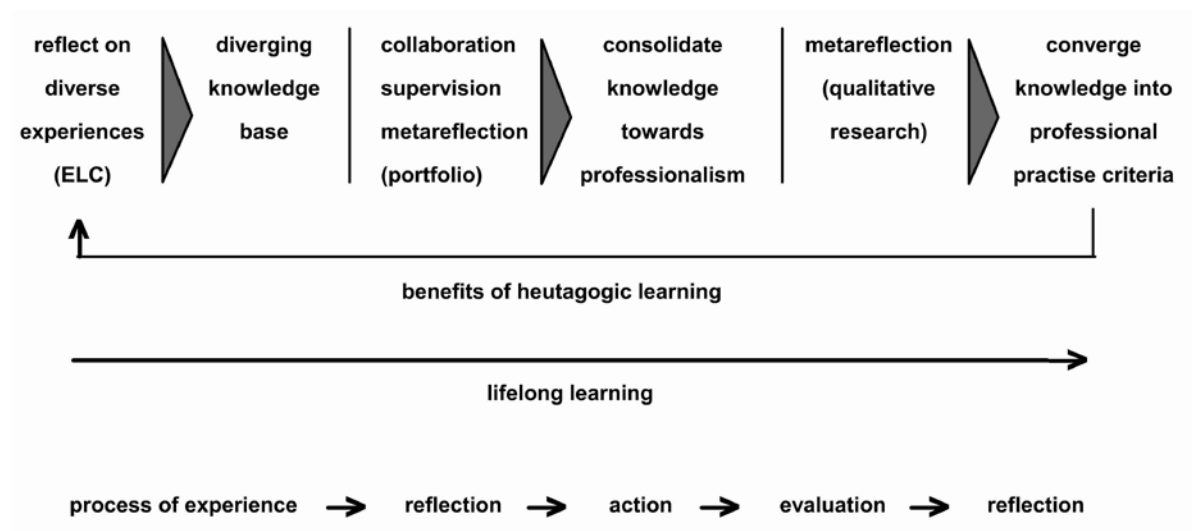 reflect on
diverse
experiences
(ELC)
diverging
knowledge
base
collaboration
supervision
metareflection
(portfolio)
consolidate
knowledge
towards
professionalism
metareflection
(qualitative
research)
converge
knowledge into
professional
practise criteria
benefits of heutagogic learning
lifelong learning
process of experience → reflection → action → evaluation → reflection